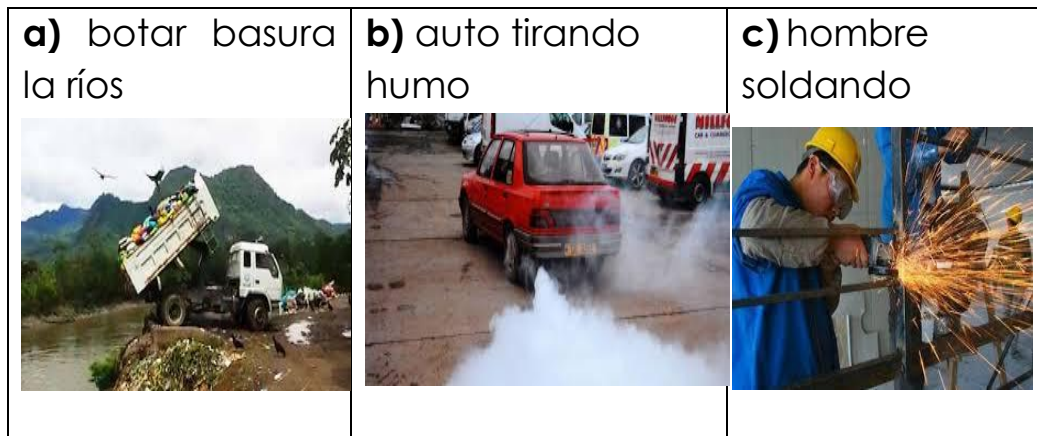 a) botar basura
la ríos
b) auto tirando
humo
c) hombre
soldando